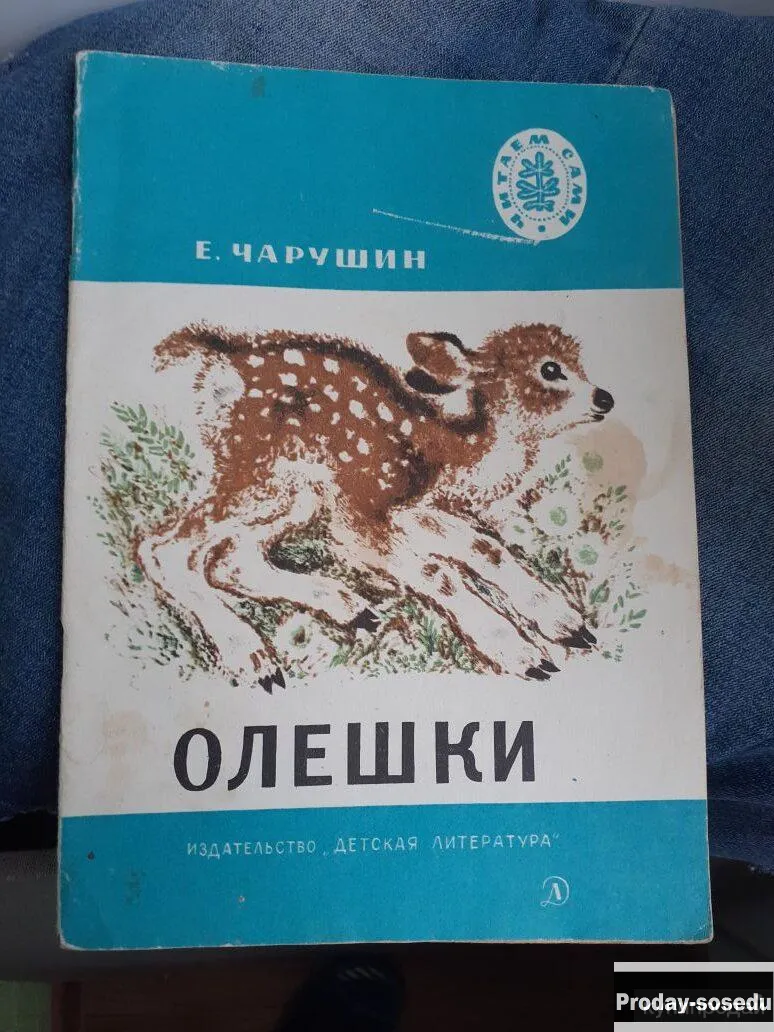 ЧИТАЕМ САМИ
Е. ЧАРУШИН
ОЛЕШКИ
ИЗДАТЕЛЬСТВО „ДЕТСКАЯ ЛИТЕРАТУРА"
Д
Proday-sosedu